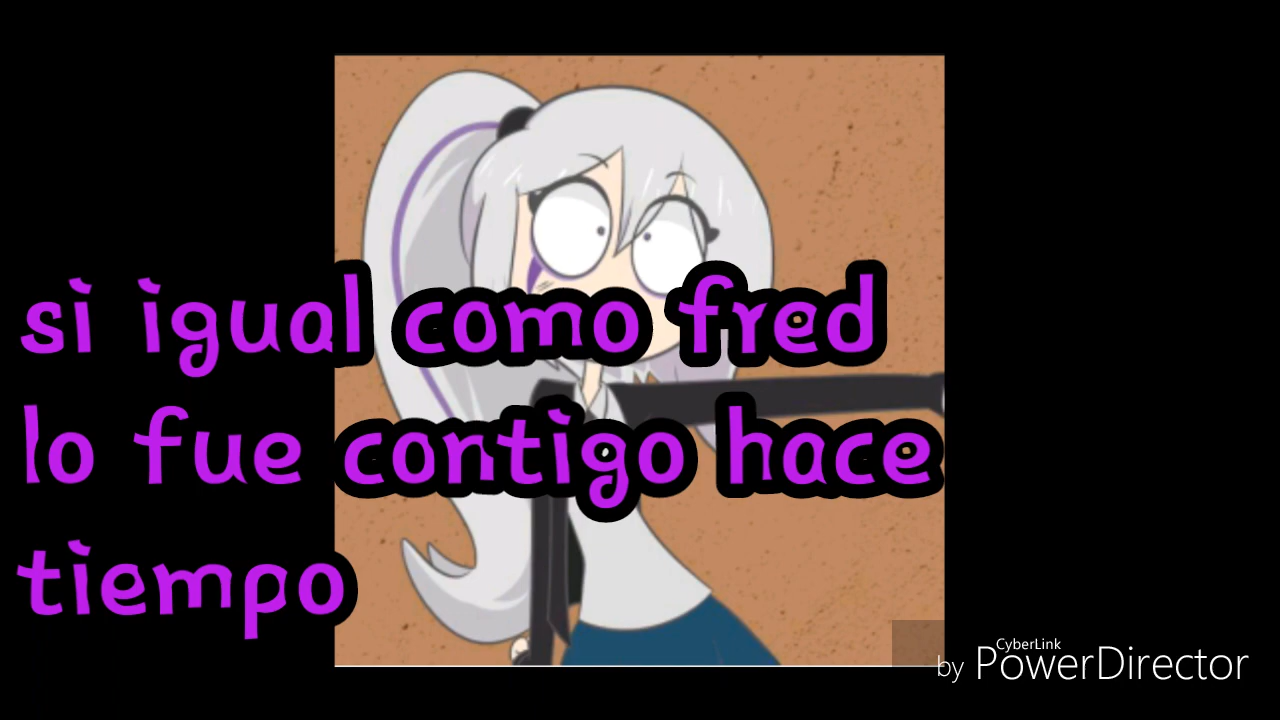 si igual como fred
lo fue contigo hace
tiempo
CyberLink
by PowerDirector